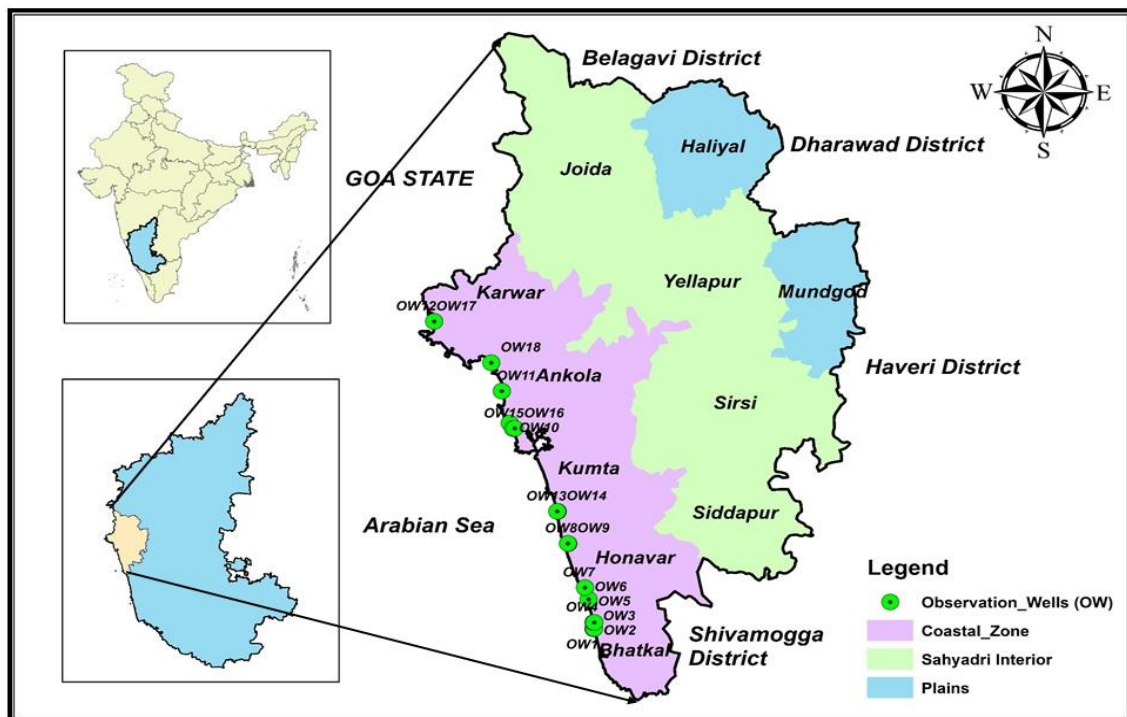 N
W
E
S
Belagavi District
Haliyal
Dharawad District
Joida
GOA STATE
Yellapur
Mundgod
Karwar
OW12OW17
OW18
Haveri District
OW11
Ankola
Sirsi
OW15OW16
OW10
Kumta
OW13OW14
Siddapur
Arabian Sea
OW8OW9
Honavar
OW7
OW6
OW5
OW4
OW3
OW2
OW1
Bhatkal
Shivamogga
District
Legend
Observation_Wells (OW)
Coastal_Zone
Sahyadri Interior
Plains